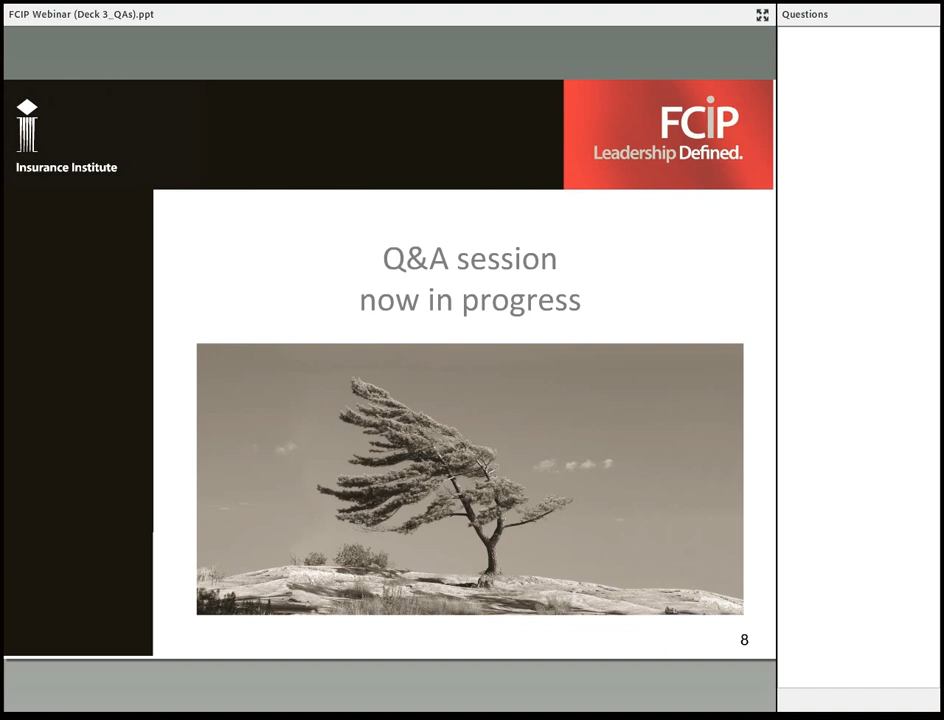 FCIP Webinar (Deck 3_QAs).ppt
Questions
Insurance Institute
FCiP
Leadership Defined.
Q&A session
now in progress
8